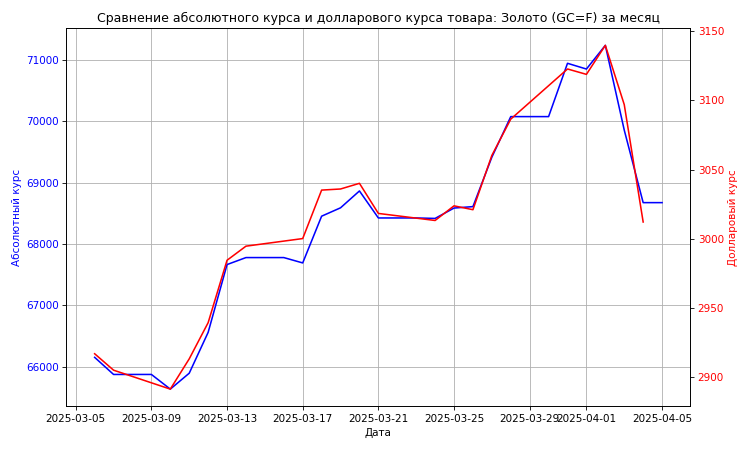 Сравнение абсолютного курса и долларового курса товара: Золото (GC=F) за месяц
Абсолютный курс
71000
70000
69000
68000
67000
66000
3150
3100
3050
3000
2950
2900
Долларовый курс
2025-03-05 2025-03-09 2025-03-13 2025-03-17 2025-03-21 2025-03-25 2025-03-29 2025-04-01 2025-04-05
Дата